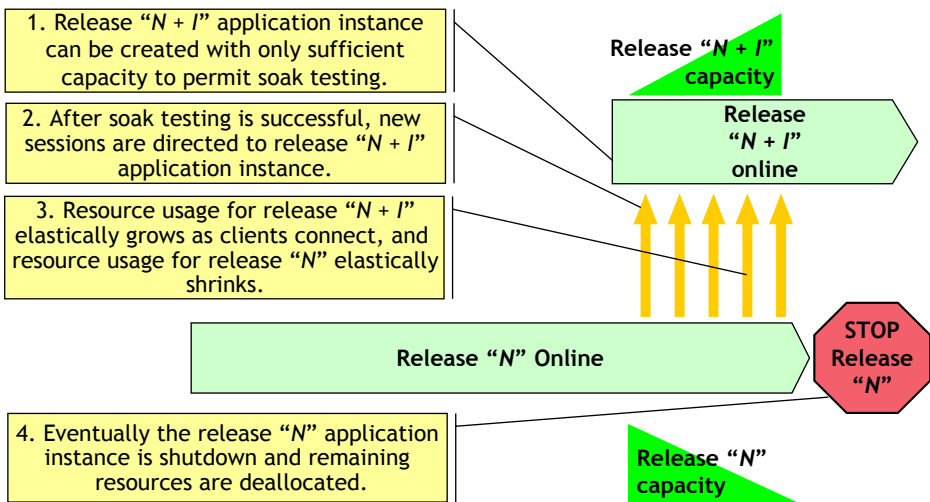 1. Release “N + I” application instance
can be created with only sufficient
capacity to permit soak testing.
2. After soak testing is successful, new
sessions are directed to release “N + I”
application instance.
3. Resource usage for release “N + I”
elastically grows as clients connect, and
resource usage for release “N” elastically
shrinks.
4. Eventually the release “N” application
instance is shutdown and remaining
resources are deallocated.
Release “N + I”
capacity
Release
“N + I”
online
Release “N” Online
STOP
Release
“N”
Release “N”
capacity